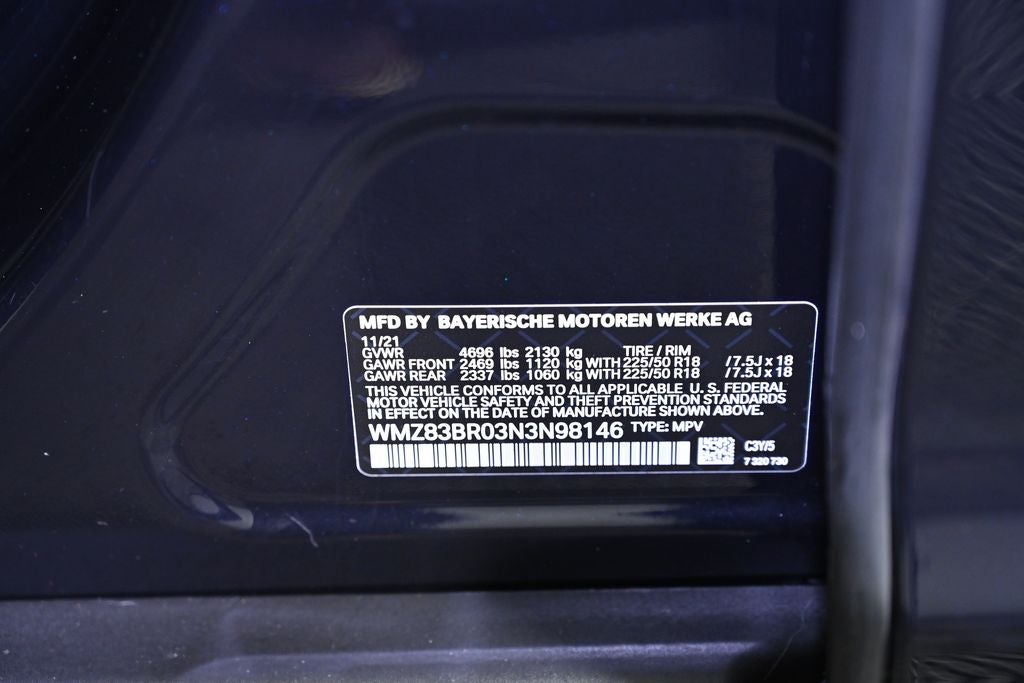 MFD BY BAYERISCHE MOTOREN WERKE AG
11/21
GVWR 4696 lbs 2130 kg TIRE / RIM
GAWR FRONT 2469 lbs 1120 kg WITH 225/50 R18 /7.5J x 18
GAWR REAR 2337 lbs 1060 kg WITH 225/50 R18 /7.5J x 18
THIS VEHICLE CONFORMS TO ALL APPLICABLE U. S. FEDERAL
MOTOR VEHICLE SAFETY AND THEFT PREVENTION STANDARDS
IN EFFECT ON THE DATE OF MANUFACTURE SHOWN ABOVE.
WMZ83BR03N3N98146 TYPE: MPV
C3Y/5
7 320 730